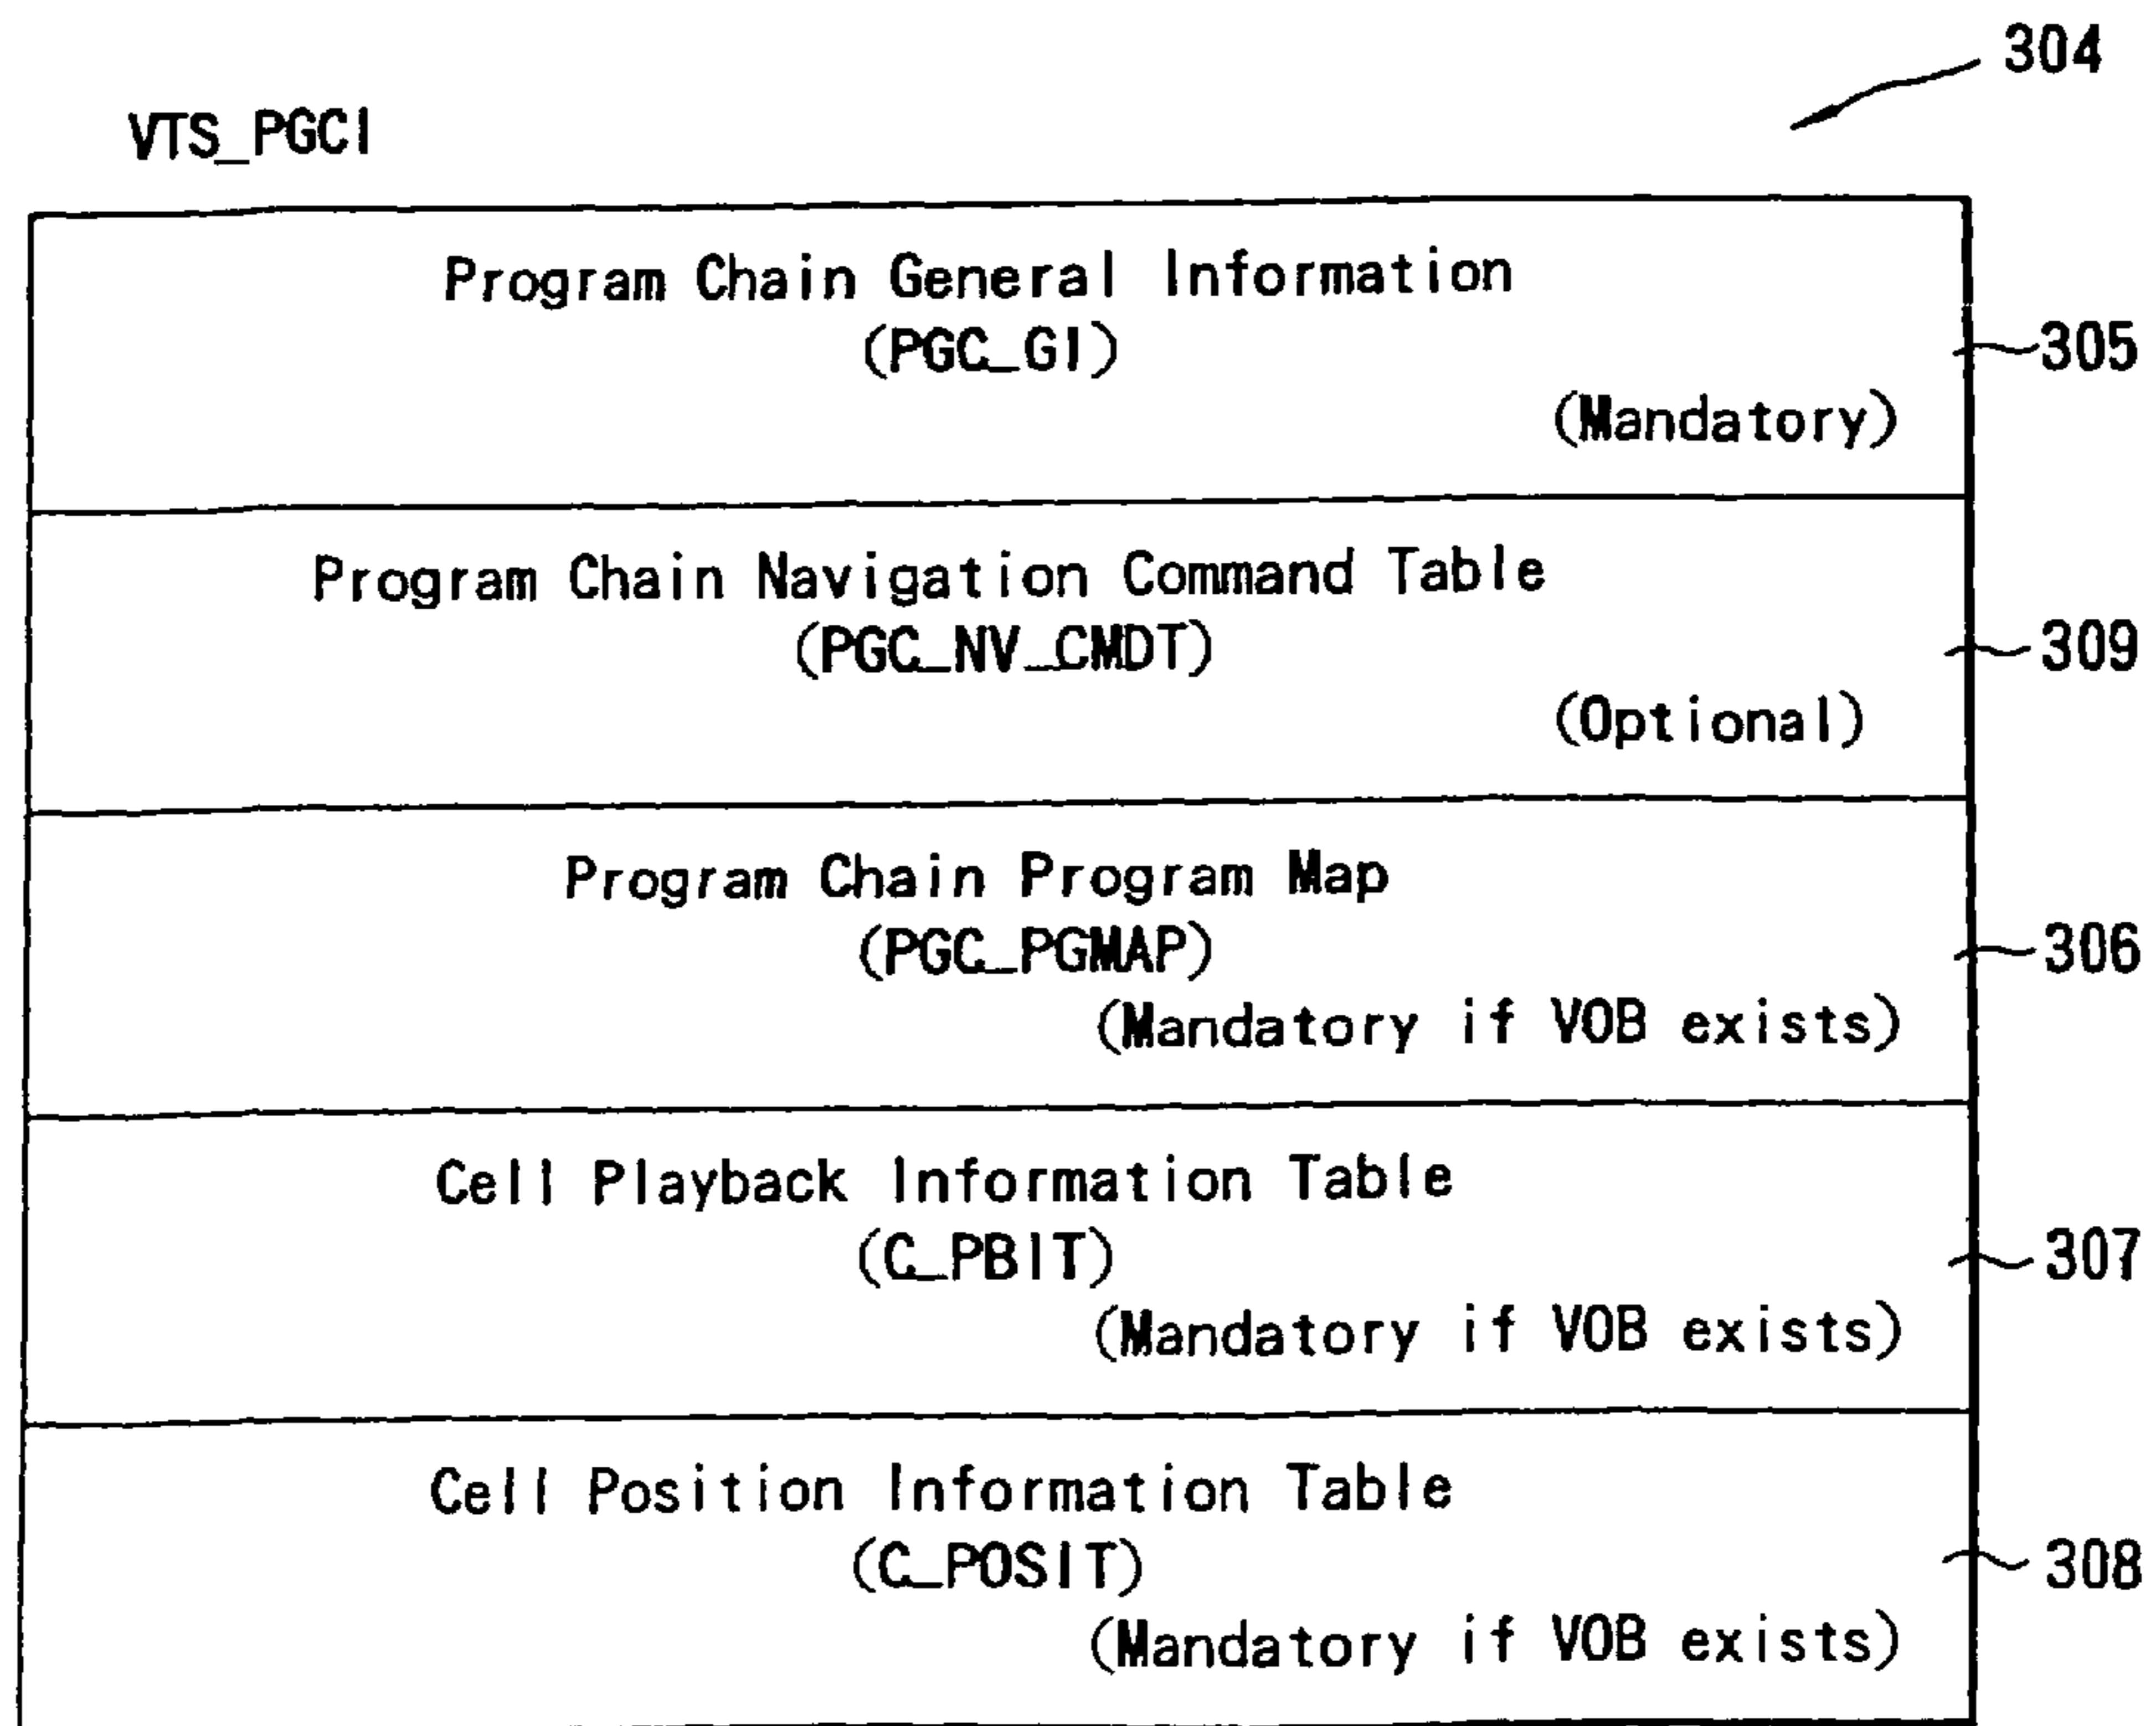 304
VTS_PGCI
Program Chain General Information
(PGC_GI)
305
(Mandatory)
Program Chain Navigation Command Table
(PGC_NV_CMDT)
309
(Optional)
Program Chain Program Map
(PGC_PGMAP)
306
(Mandatory if VOB exists)
Cell Playback Information Table
(C_PBIT)
307
(Mandatory if VOB exists)
Cell Position Information Table
(C_POSIT)
308
(Mandatory if VOB exists)